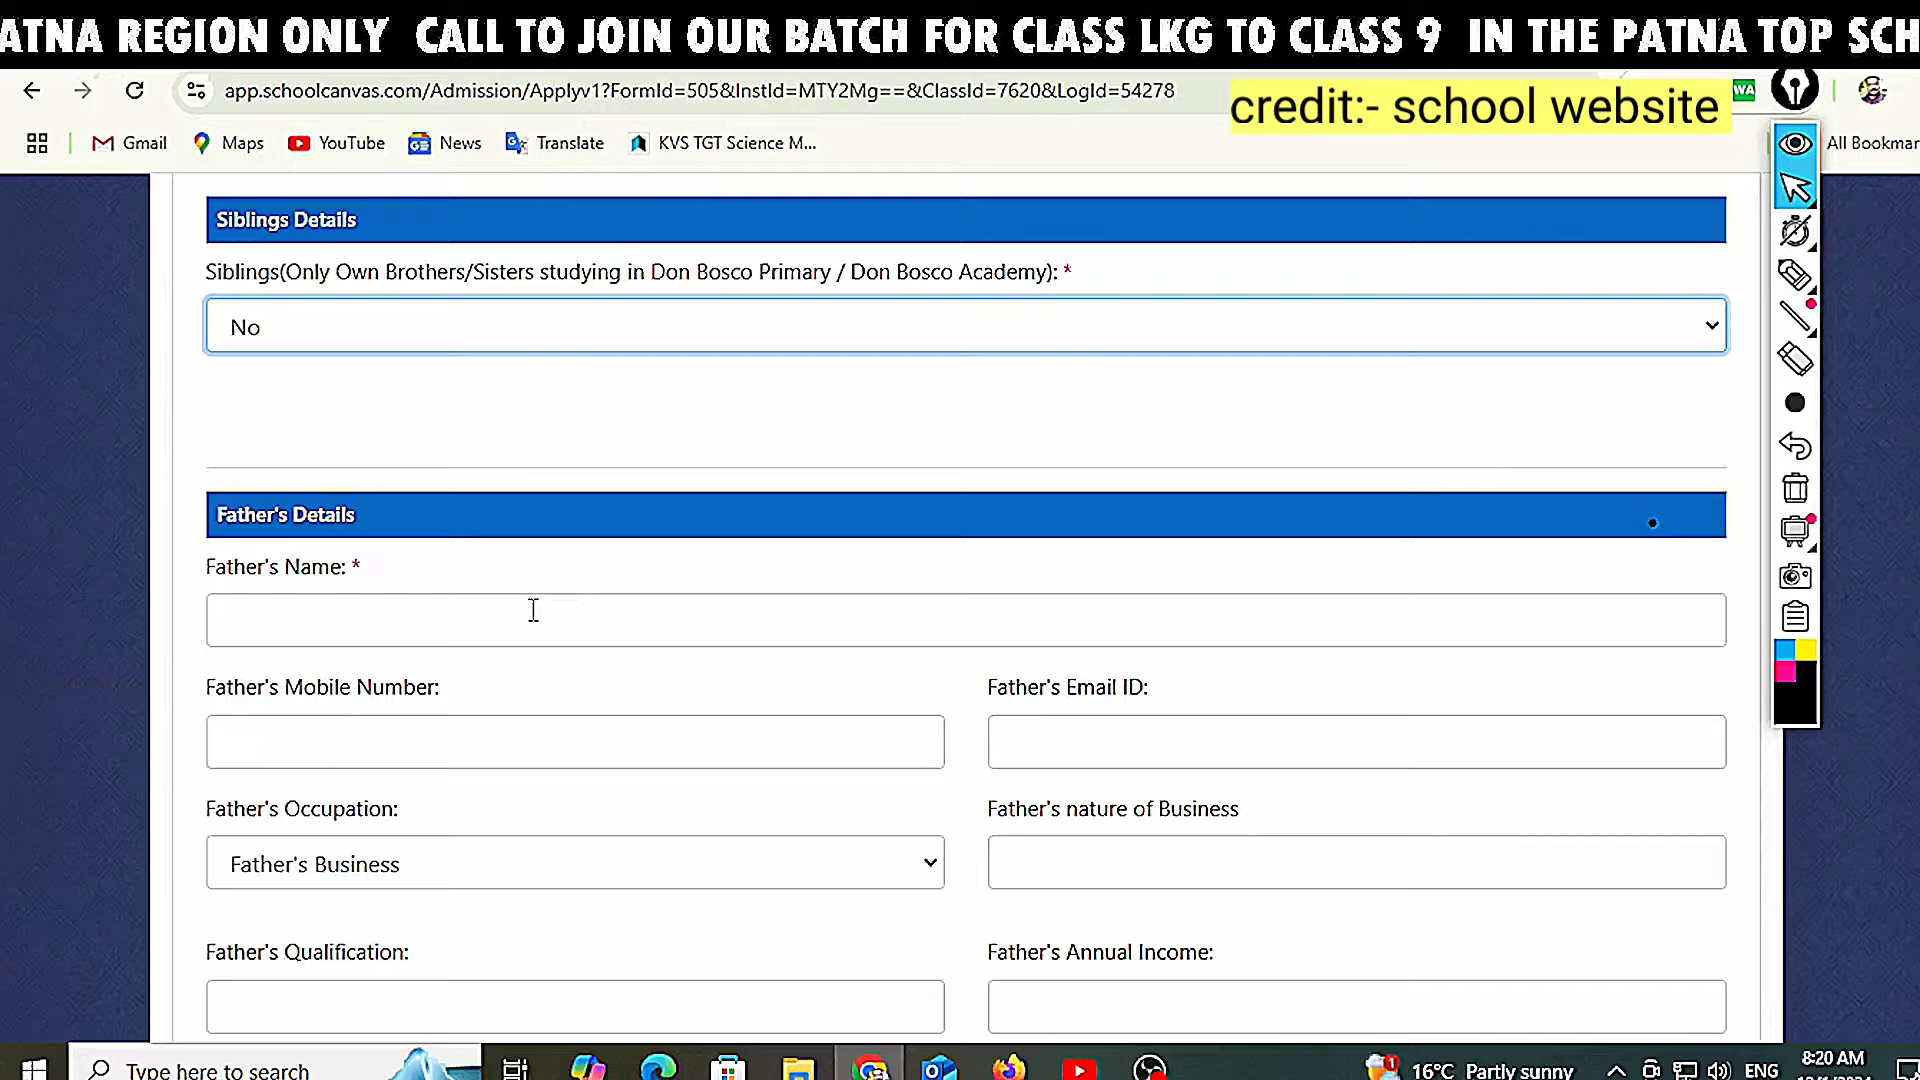 ATNA REGION ONLY CALL TO JOIN OUR BATCH FOR CLASS LKG TO CLASS 9 IN THE PATNA TOP SCH
app.schoolcanvas.com/Admission/Applyv1?FormId=505&InstId=MTY2Mg==&ClassId=7620&LogId=54278
credit:- school website
WA
Gmail
Maps
YouTube
News
Translate
KVS TGT Science M...
All Bookmar
Siblings Details
Siblings(Only Own Brothers/Sisters studying in Don Bosco Primary / Don Bosco Academy): *
No
Father's Details
Father's Name: *
Father's Mobile Number:
Father's Email ID:
Father's Occupation:
Father's nature of Business
Father's Business
Father's Qualification:
Father's Annual Income:
Type here to search
1
16°C Partly sunny
ENG
8:20 AM